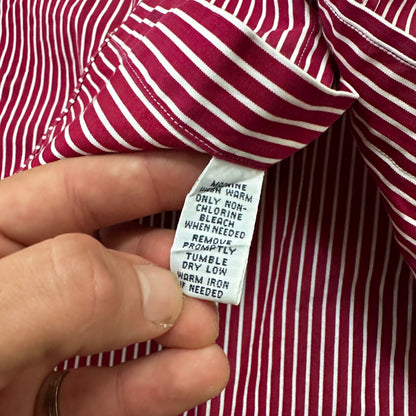 MACHINE
WASH WARM
ONLY NON-
CHLORINE
BLEACH
WHEN NEEDED
REMOVE
PROMPTLY
TUMBLE
DRY LOW
WARM IRON
IF NEEDED